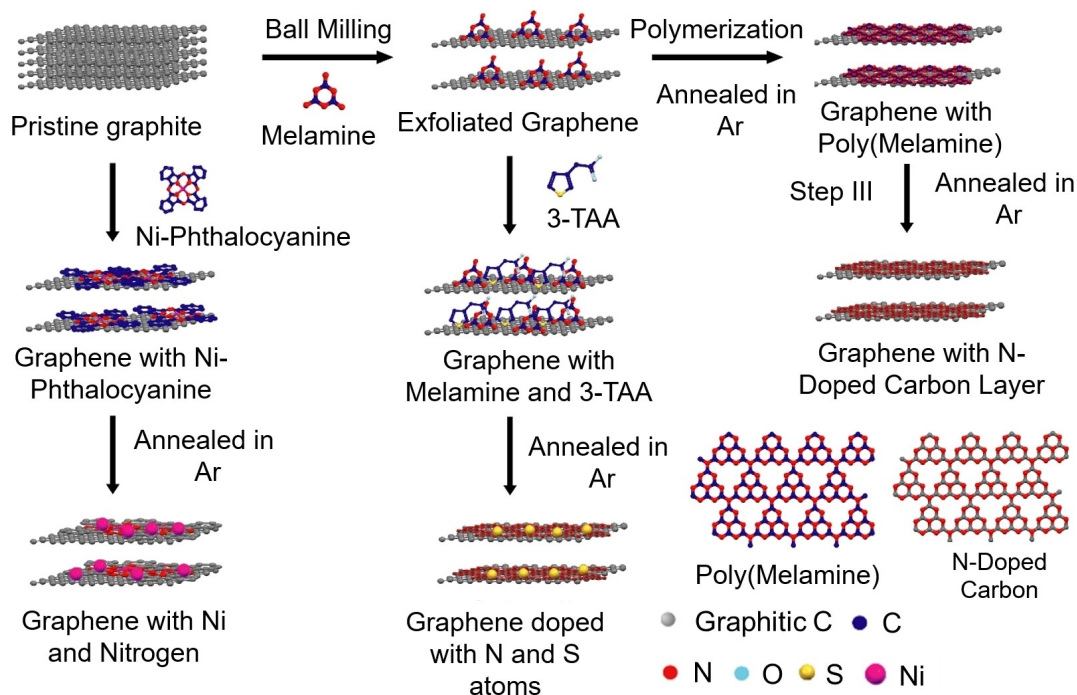 Ball Milling
Melamine
Polymerization
Annealed in
Ar
Pristine graphite
Exfoliated Graphene
Graphene with
Poly(Melamine)
Ni-Phthalocyanine
3-TAA
Step III
Annealed in
Ar
Graphene with Ni-
Phthalocyanine
Graphene with
Melamine and 3-TAA
Graphene with N-
Doped Carbon Layer
Annealed in
Ar
Annealed in
Ar
Poly(Melamine)
N-Doped
Carbon
Graphene with Ni
and Nitrogen
Graphene doped
with N and S
atoms
Graphitic C
C
N
O
S
Ni